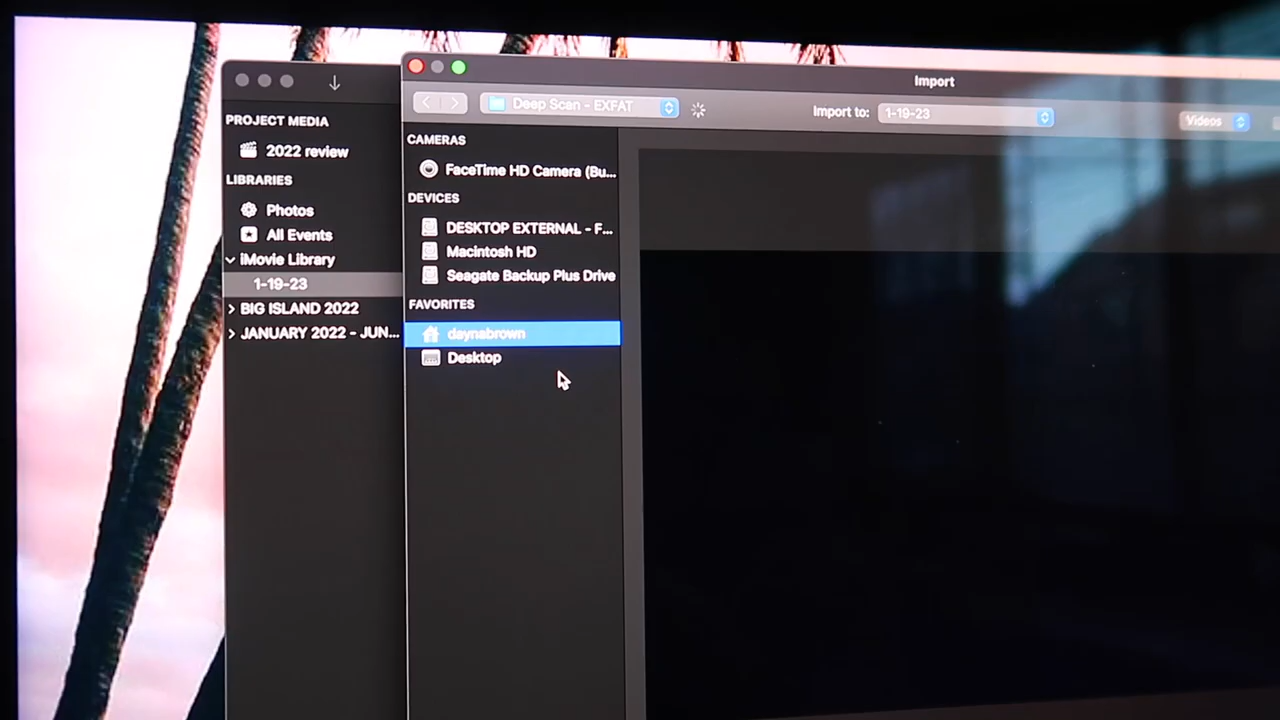 PROJECT MEDIA
2022 review
LIBRARIES
Photos
All Events
iMovie Library
1-19-23
BIG ISLAND 2022
JANUARY 2022 - JUN...
Import
Deep Scan - EXFAT
Import to:
1-19-23
Videos
CAMERAS
FaceTime HD Camera (Bu...
DEVICES
DESKTOP EXTERNAL - F...
Macintosh HD
Seagate Backup Plus Drive
FAVORITES
daynabrown
Desktop